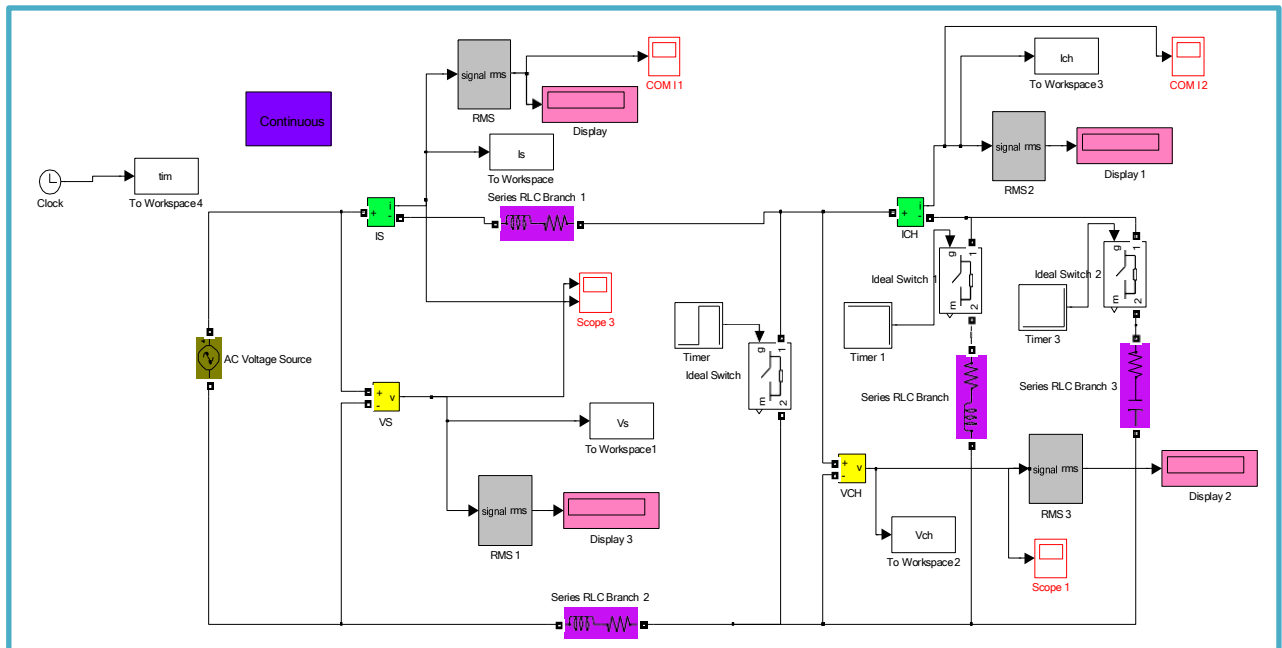 signal rms
RMS
COM I1
Display
Continuous
Is
To Workspace
Clock
tim
To Workspace4
+
-
i
IS
Series RLC Branch 1
Ich
To Workspace3
COM I2
signal rms
RMS2
Display 1
+
-
i
ICH
g
1
m
2
Ideal Switch 1
g
1
m
2
Ideal Switch 2
Scope 3
Timer
g
1
m
2
Ideal Switch
Timer 1
Timer 3
AC Voltage Source
Series RLC Branch
Series RLC Branch 3
+
-
v
VS
Vs
To Workspace1
+
-
v
VCH
signal rms
RMS 3
Display 2
signal rms
RMS 1
Display 3
Vch
To Workspace2
Scope 1
Series RLC Branch 2